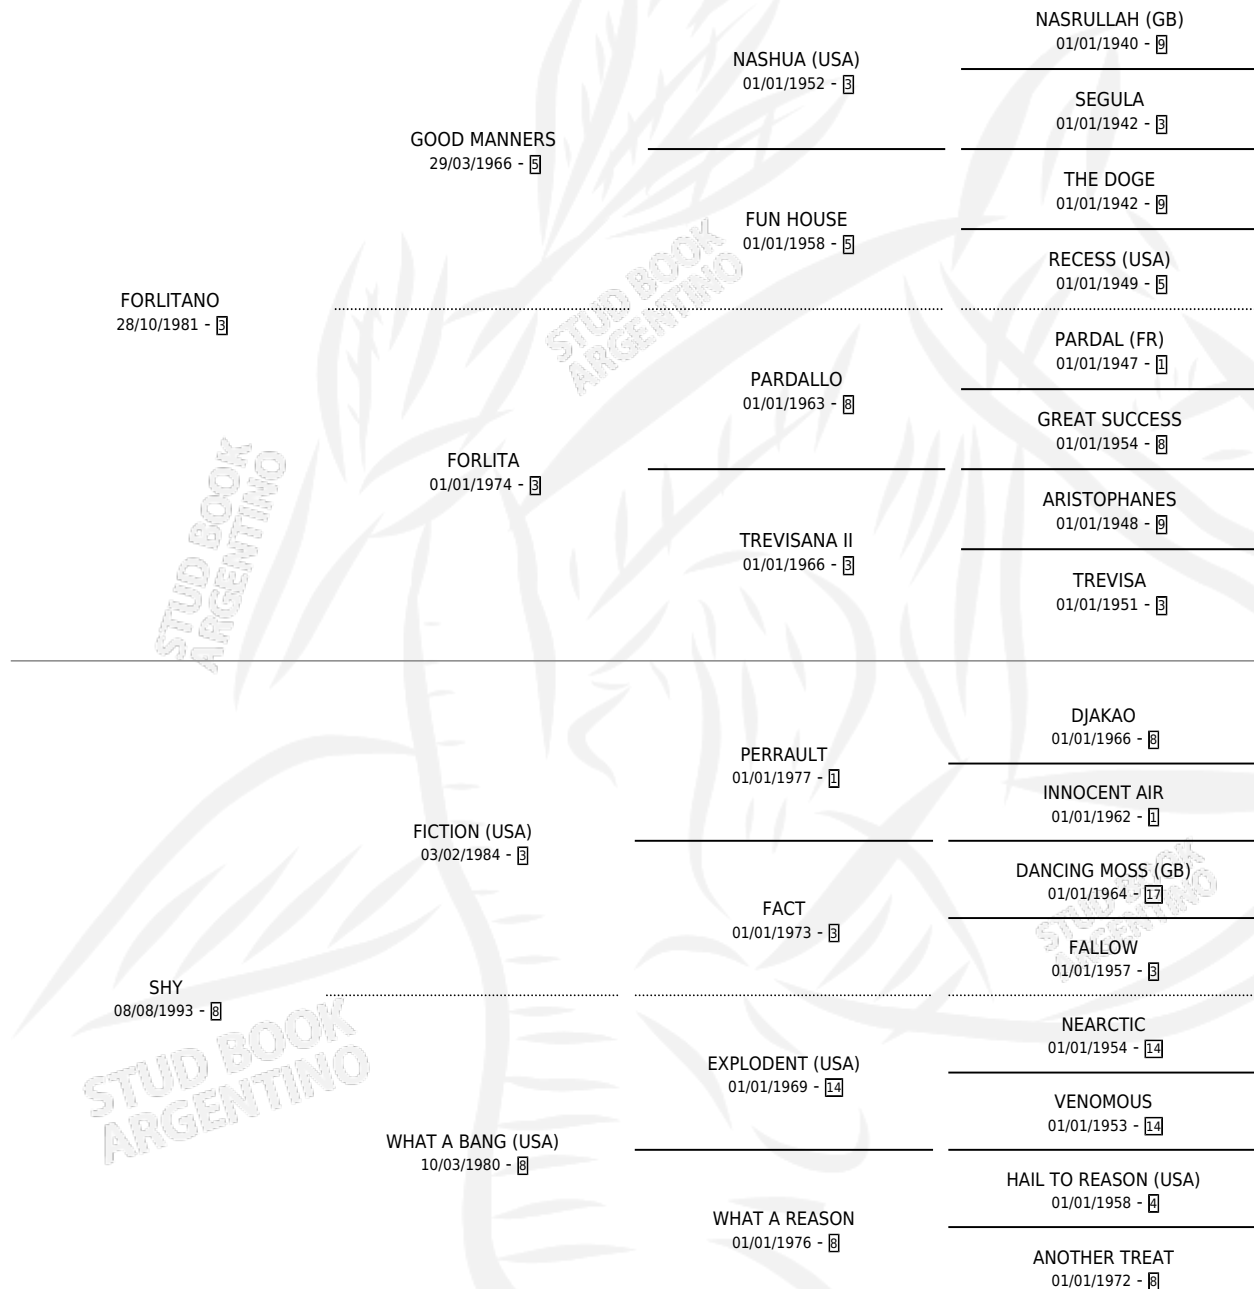 NASRULLAH (GB)
01/01/1940 - 9
NASHUA (USA)
01/01/1952 - 3
SEGULA
01/01/1942 - 3
GOOD MANNERS
29/03/1966 - 5
THE DOGE
01/01/1942 - 9
FUN HOUSE
01/01/1958 - 5
RECESS (USA)
01/01/1949 - 5
FORLITANO
28/10/1981 - 3
PARDAL (FR)
01/01/1947 - 1
PARDALLO
01/01/1963 - 8
GREAT SUCCESS
01/01/1954 - 8
FORLITA
01/01/1974 - 3
ARISTOPHANES
01/01/1948 - 9
TREVISANA II
01/01/1966 - 3
TREVISA
01/01/1951 - 3
DJAKAO
01/01/1966 - 8
PERRAULT
01/01/1977 - 1
INNOCENT AIR
01/01/1962 - 1
FICTION (USA)
03/02/1984 - 3
DANCING MOSS (GB)
01/01/1964 - 17
FACT
01/01/1973 - 3
FALLOW
01/01/1957 - 3
SHY
08/08/1993 - 8
NEARCTIC
01/01/1954 - 14
EXPLODENT (USA)
01/01/1969 - 14
VENOMOUS
01/01/1953 - 14
WHAT A BANG (USA)
10/03/1980 - 8
HAIL TO REASON (USA)
01/01/1958 - 4
WHAT A REASON
01/01/1976 - 8
ANOTHER TREAT
01/01/1972 - 8
STUD BOOK
ARGENTINO
STUD BOOK
ARGENTINO
STUD BOOK
ARGENTINO
STUD BOOK
ARGENTINO